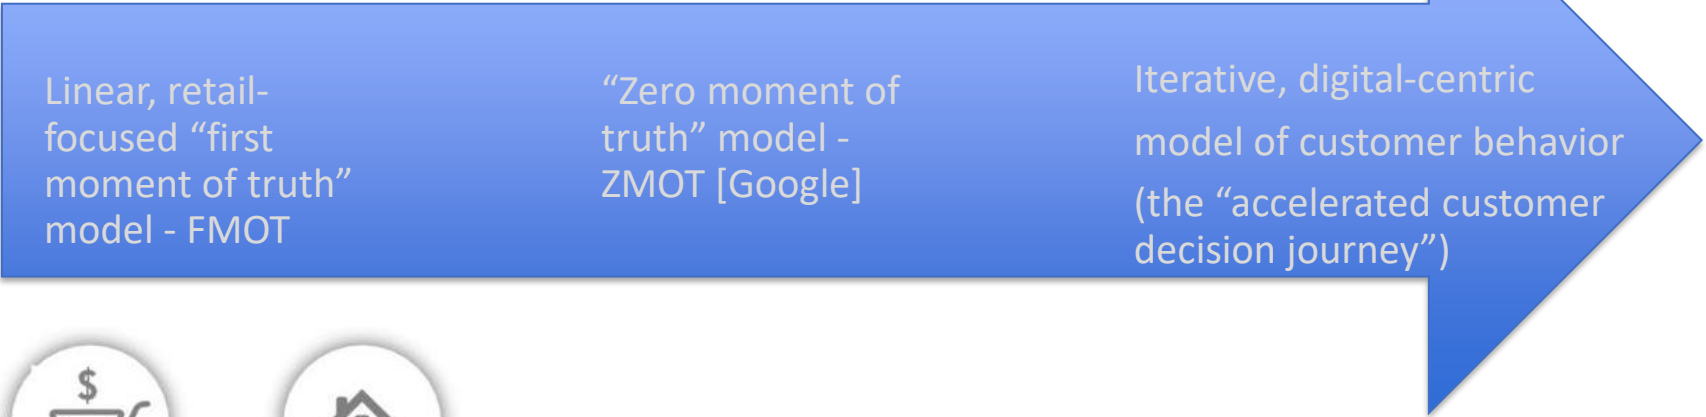 Linear, retail-
focused “first
moment of truth”
model - FMOT
“Zero moment of
truth” model -
ZMOT [Google]
Iterative, digital-centric
model of customer behavior
(the “accelerated customer
decision journey”)
$